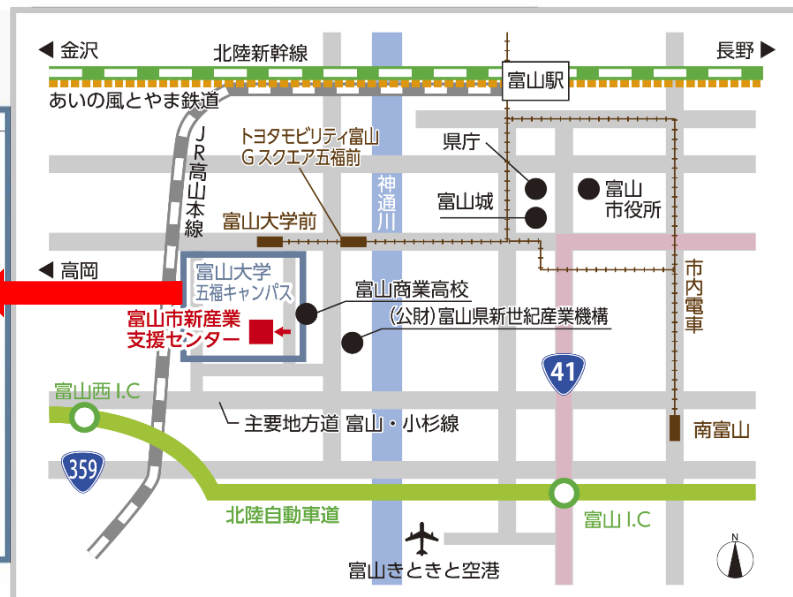 ◀ 金沢
北陸新幹線
長野 ▶
富山駅
あいの風とやま鉄道
JR高山本線
トヨタモビリティ富山
G スクエア五福前
神通川
県庁
富山城
富山
市役所
富山大学前
◀ 高岡
富山大学
五福キャンパス
富山商業高校
富山市新産業
支援センター
(公財)富山県新世紀産業機構
市内電車
41
富山西 I.C
主要地方道 富山・小杉線
南富山
359
北陸自動車道
富山 I.C
富山きときと空港
N